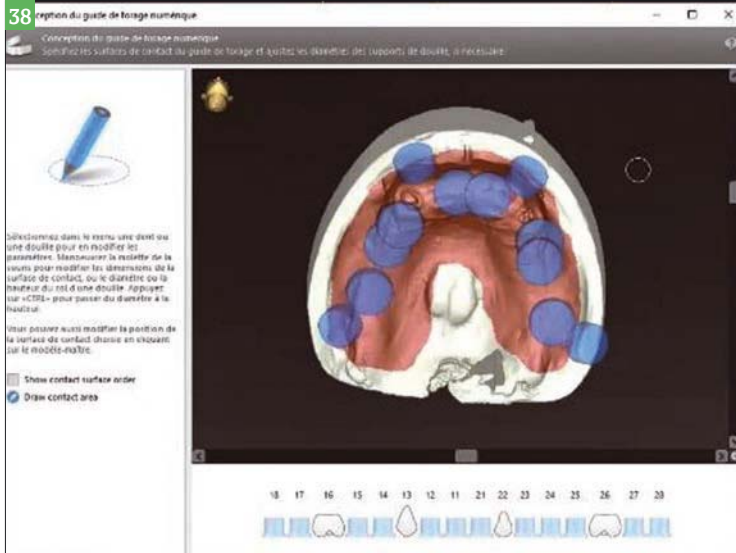 38
ception du guide de forage numérique
Conception du guide de forage numérique
Spécifiez les surfaces de contact du guide de forage et ajustez les diamètres des supports de douille, si nécessaire.
Sélectionnez dans le menu une dent ou
une douille pour en modifier les
paramètres. Manoeuvrez la molette de la
souris pour modifier les dimensions de la
surface de contact, ou le diamètre ou la
hauteur du col d'une douille. Appuyez
sur «CTRL» pour passer du diamètre à la
hauteur.
Vous pouvez aussi modifier la position de
la surface de contact choisie en cliquant
sur le modèle-maître.
Show contact surface order
Draw contact area
18 17 16 15 14 13 12 11 21 22 23 24 25 26 27 28